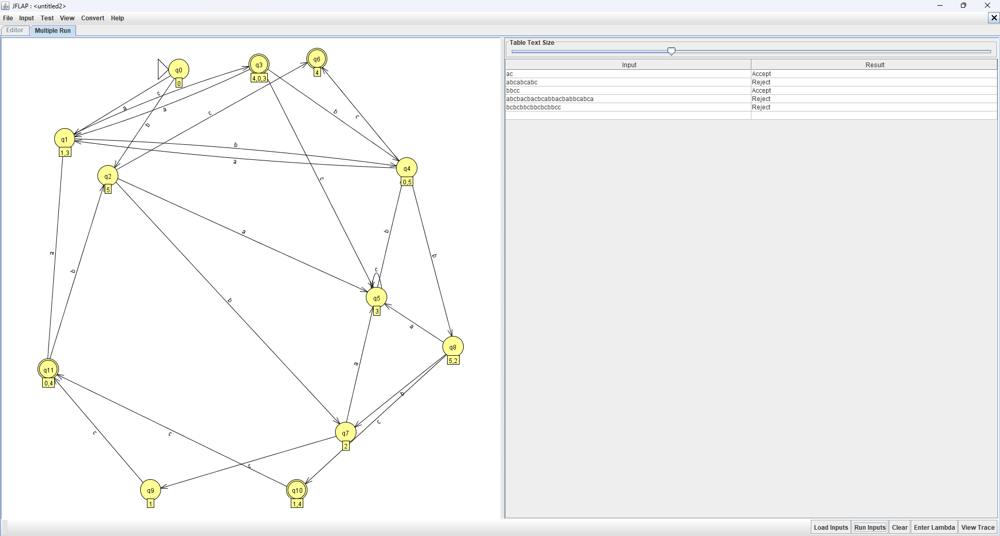 JFLAP : <untitled2>
File Input Test View Convert Help
Editor Multiple Run
Table Text Size
Input Result
ac Accept
abcabcabc Reject
bbcc Accept
abcbacbacbcabbacbabbcabca Reject
bcbcbbcbbcbcbbcc Reject
q0
0
q3
4,0,3
q6
4
c
a
a
b
c
b
c
q1
1,3
b
a
q4
0,5
q2
5
c
a
b
a
b
b
c
b
q5
3
a
q8
5,2
a
q11
0,4
b
c
c
c
q7
2
c
q9
1
q10
1,4
Load Inputs Run Inputs Clear Enter Lambda View Trace